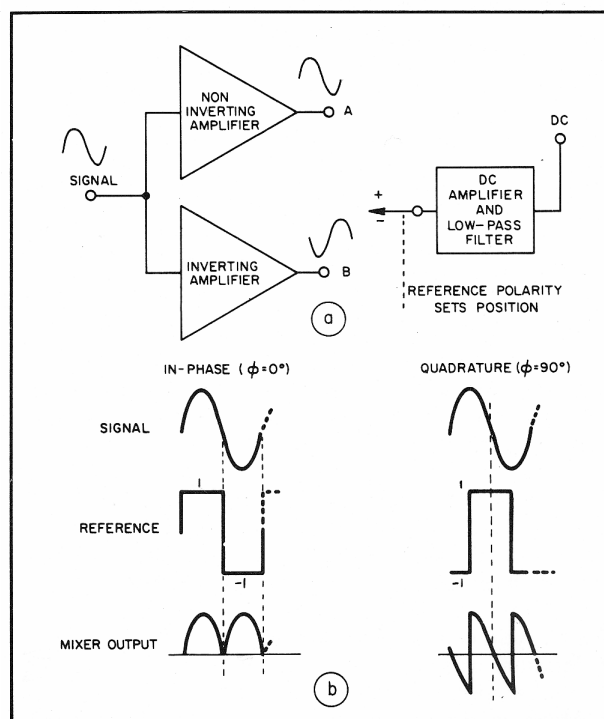 NON
INVERTING
AMPLIFIER
A
SIGNAL
INVERTING
AMPLIFIER
B
DC
+
−
DC
AMPLIFIER
AND
LOW-PASS
FILTER
REFERENCE POLARITY
SETS POSITION
a
IN-PHASE (ϕ=0°)
QUADRATURE (ϕ=90°)
SIGNAL
REFERENCE
1
-1
1
-1
MIXER OUTPUT
b